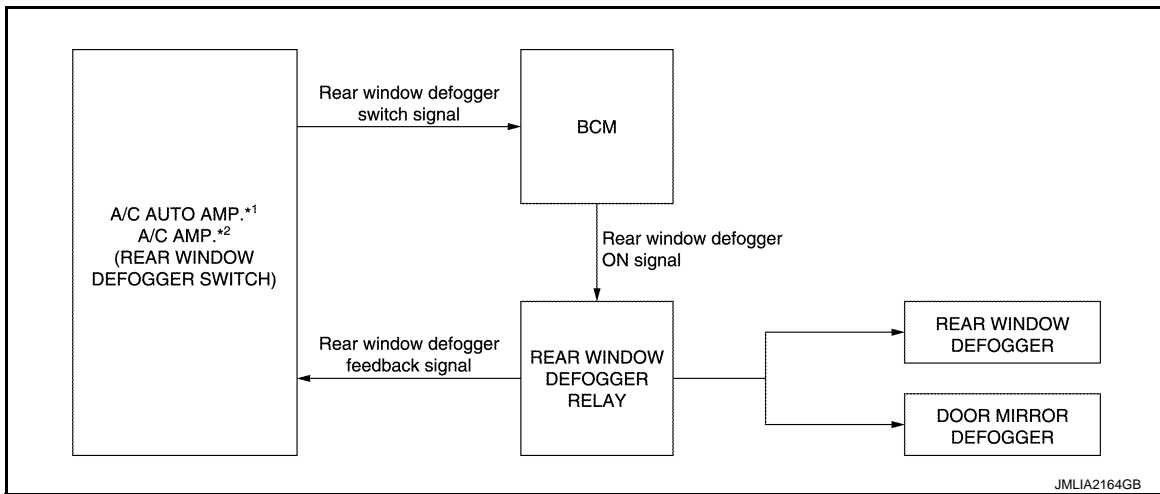 Rear window defogger
switch signal
BCM
A/C AUTO AMP.*1
A/C AMP.*2
(REAR WINDOW
DEFOGGER SWITCH)
Rear window defogger
ON signal
Rear window defogger
feedback signal
REAR WINDOW
DEFOGGER
RELAY
REAR WINDOW
DEFOGGER
DOOR MIRROR
DEFOGGER
JMLIA2164GB